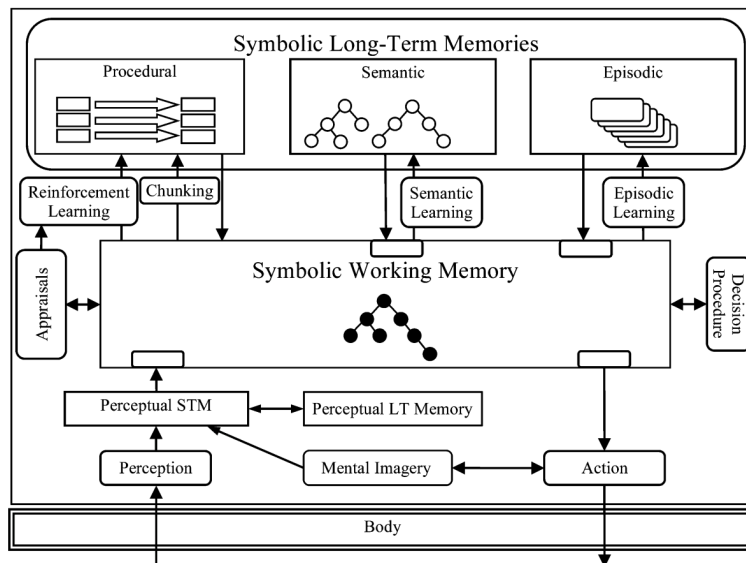 Symbolic Long-Term Memories
Procedural
Semantic
Episodic
Reinforcement
Learning
Chunking
Semantic
Learning
Episodic
Learning
Appraisals
Symbolic Working Memory
Decision
Procedure
Perceptual STM
Perceptual LT Memory
Perception
Mental Imagery
Action
Body